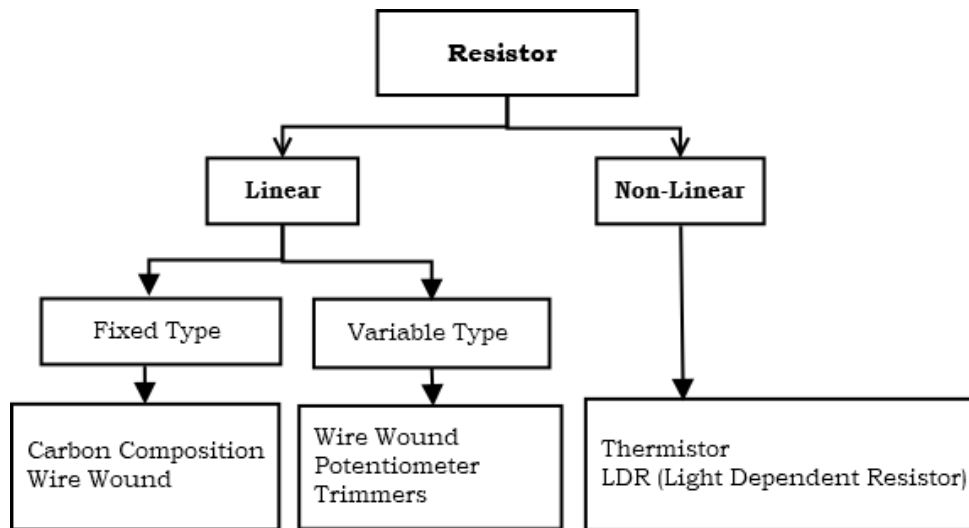 Resistor
Linear
Non-Linear
Fixed Type
Variable Type
Carbon Composition
Wire Wound
Wire Wound
Potentiometer
Trimmers
Thermistor
LDR (Light Dependent Resistor)